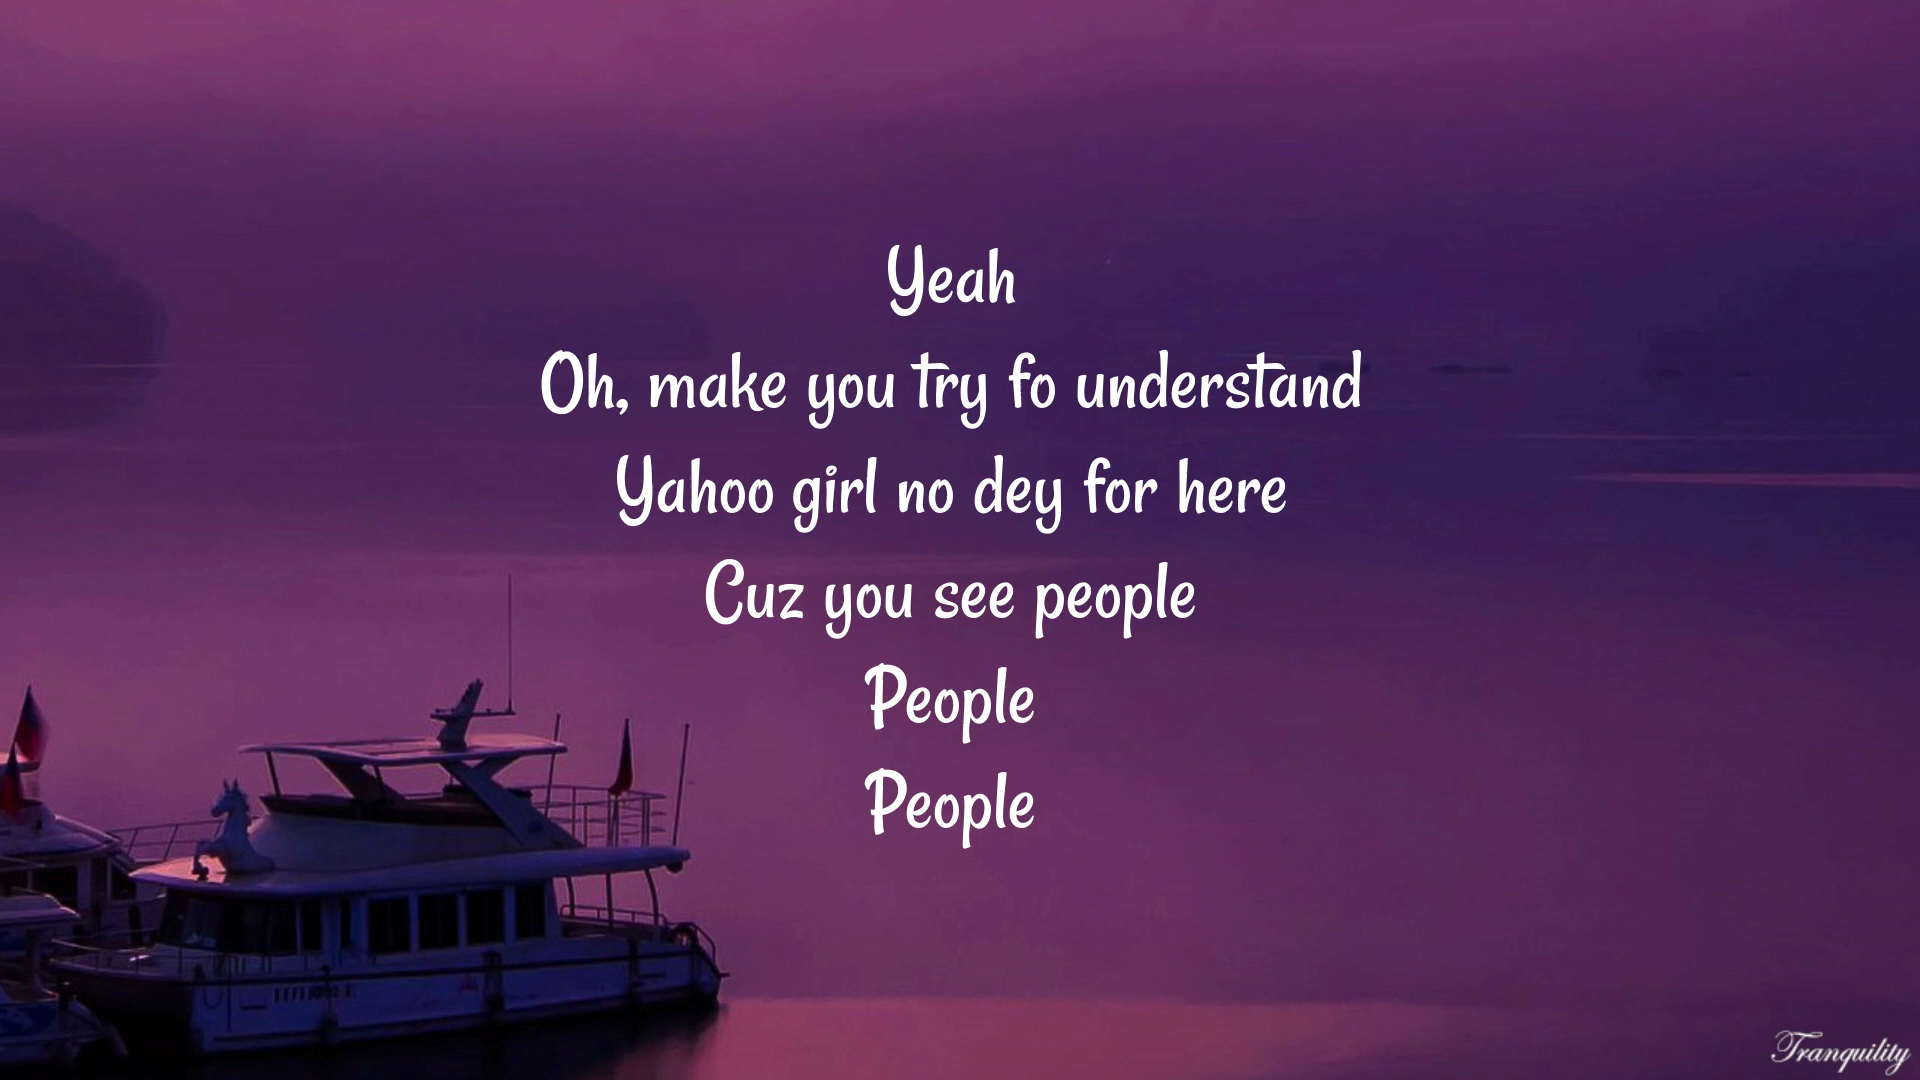 Yeah
Oh, make you try fo understand
Yahoo girl no dey for here
Cuz you see people
People
People
Tranquility